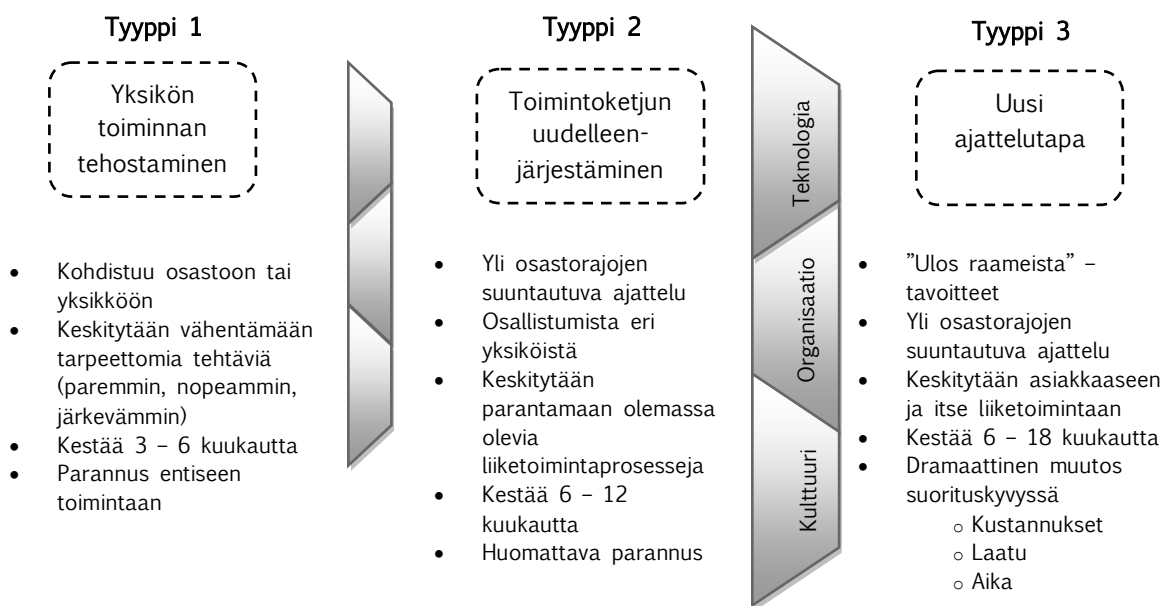 Tyyppi 1
Yksikön
toiminnan
tehostaminen
• Kohdistuu osastoon tai
yksikköön
• Keskitytään vähentämään
tarpeettomia tehtäviä
(paremmin, nopeammin,
järkevämmin)
• Kestää 3 – 6 kuukautta
• Parannus entiseen
toimintaan
Tyyppi 2
Toimintoketjun
uudelleen-
järjestäminen
• Yli osastorajojen
suuntautuva ajattelu
• Osallistumista eri
yksiköistä
• Keskitytään
parantamaan olemassa
olevia
liiketoimintaprosesseja
• Kestää 6 – 12
kuukautta
• Huomattava parannus
Teknologia
Organisaatio
Kulttuuri
Tyyppi 3
Uusi
ajattelutapa
• ”Ulos raameista” –
tavoitteet
• Yli osastorajojen
suuntautuva ajattelu
• Keskitytään asiakkaaseen
ja itse liiketoimintaan
• Kestää 6 – 18 kuukautta
• Dramaattinen muutos
suorituskyvyssä
○ Kustannukset
○ Laatu
○ Aika